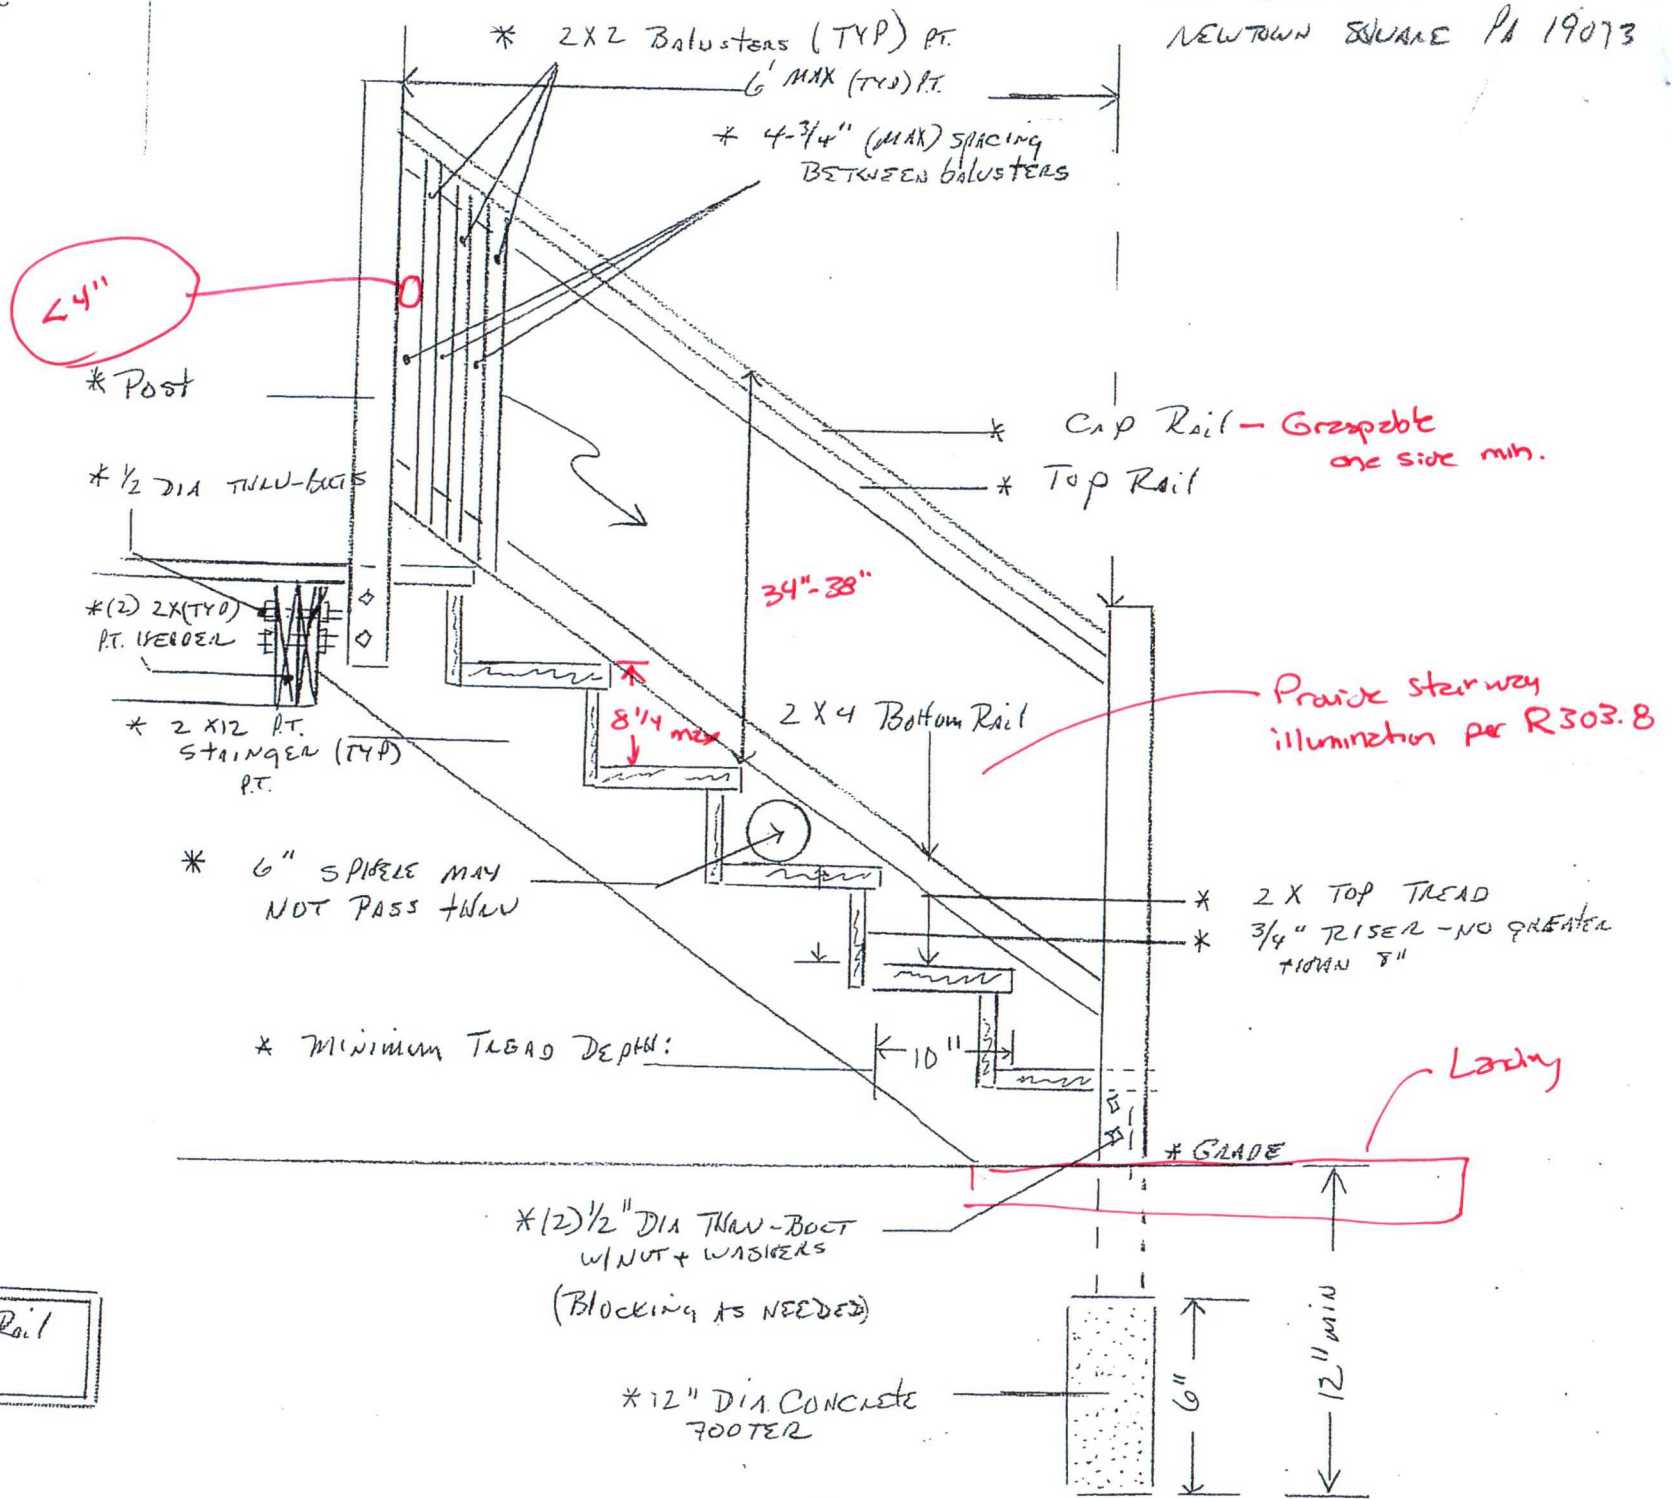 NEWTOWN SQUARE PA 19073
* 2X2 Balusters (TYP) P.T.
6' MAX (TYP) P.T.
* 4-3/4" (MAX) SPACING
BETWEEN balusters
<4"
* Post
* Cap Rail - Graspable
one side min.
* Top Rail
* 1/2 DIA THRU-BOLTS
34"-38"
*(2) 2X(TYP)
P.T. HEADER
8 1/4 max
2 X 4 Bottom Rail
Provide stairway
illumination per R303.8
* 2 X12 P.T.
STRINGER (TYP)
P.T.
* 6" SPHERE MAY
NOT PASS THRU
* 2 X TOP TREAD
* 3/4" RISER - NO GREATER
THAN 8"
* Minimum TREAD DEPTH:
10"
Landing
* GRADE
*(2) 1/2" DIA THRU-BOLT
W/ NUT + WASHERS
(Blocking AS NEEDED)
Rail
6"
12" MIN
*12" DIA. CONCRETE
FOOTER